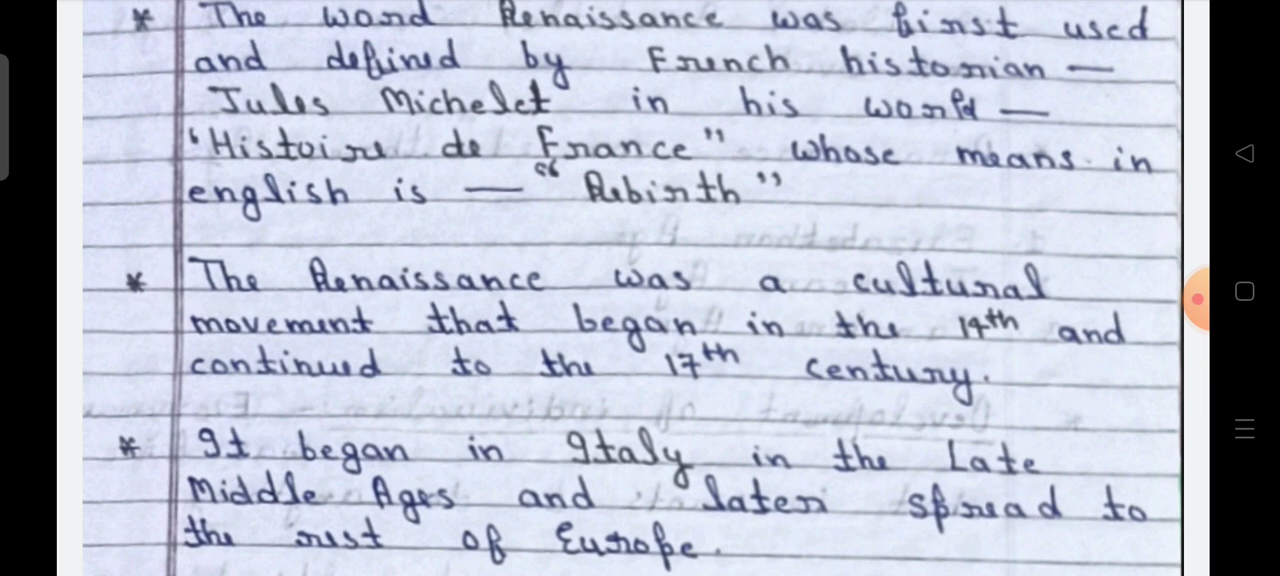 * The word Renaissance was first used
and defined by French historian —
Jules Michelet in his world —
"Histoire de France" whose means in
english is — "Rebirth"
* The Renaissance was a cultural
movement that began in the 14th and
continued to the 17th century.
* It began in Italy in the Late
Middle Ages and later spread to
the rest of Europe.